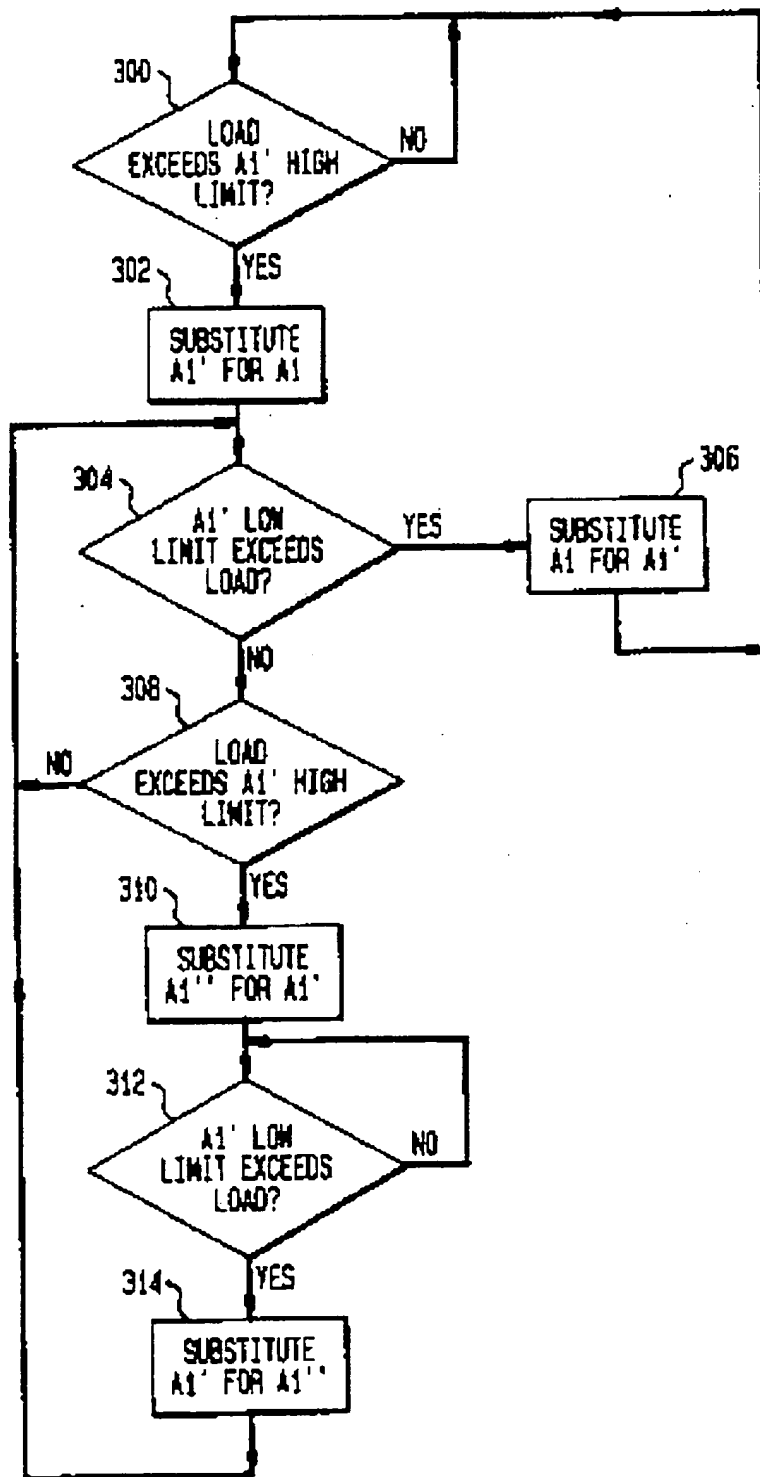 300
LOAD
EXCEEDS A1' HIGH
LIMIT?
NO
YES
302
SUBSTITUTE
A1' FOR A1
304
A1' LOW
LIMIT EXCEEDS
LOAD?
YES
306
SUBSTITUTE
A1 FOR A1'
NO
308
LOAD
EXCEEDS A1' HIGH
LIMIT?
NO
YES
310
SUBSTITUTE
A1'' FOR A1'
312
A1' LOW
LIMIT EXCEEDS
LOAD?
NO
YES
314
SUBSTITUTE
A1' FOR A1''